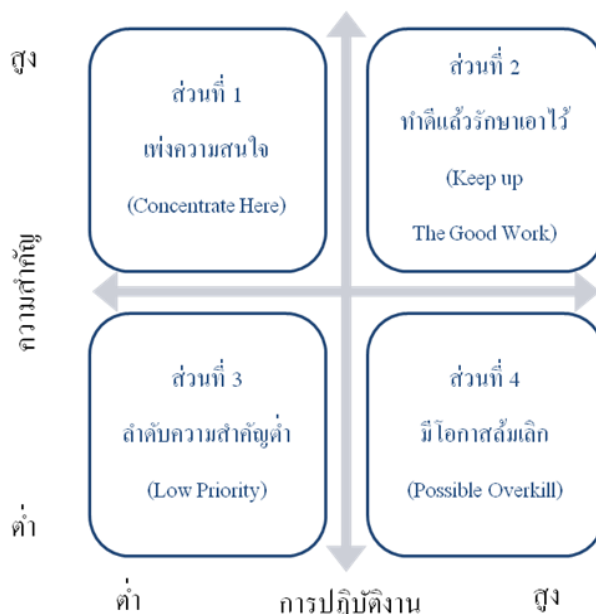 สูง
ส่วนที่ 1
เพ่งความสนใจ
(Concentrate Here)
ส่วนที่ 2
ทำดีแล้วรักษาเอาไว้
(Keep up
The Good Work)
ความสำคัญ
ส่วนที่ 3
ลำดับความสำคัญต่ำ
(Low Priority)
ส่วนที่ 4
มีโอกาสล้มเลิก
(Possible Overkill)
ต่ำ
ต่ำ
การปฏิบัติงาน
สูง